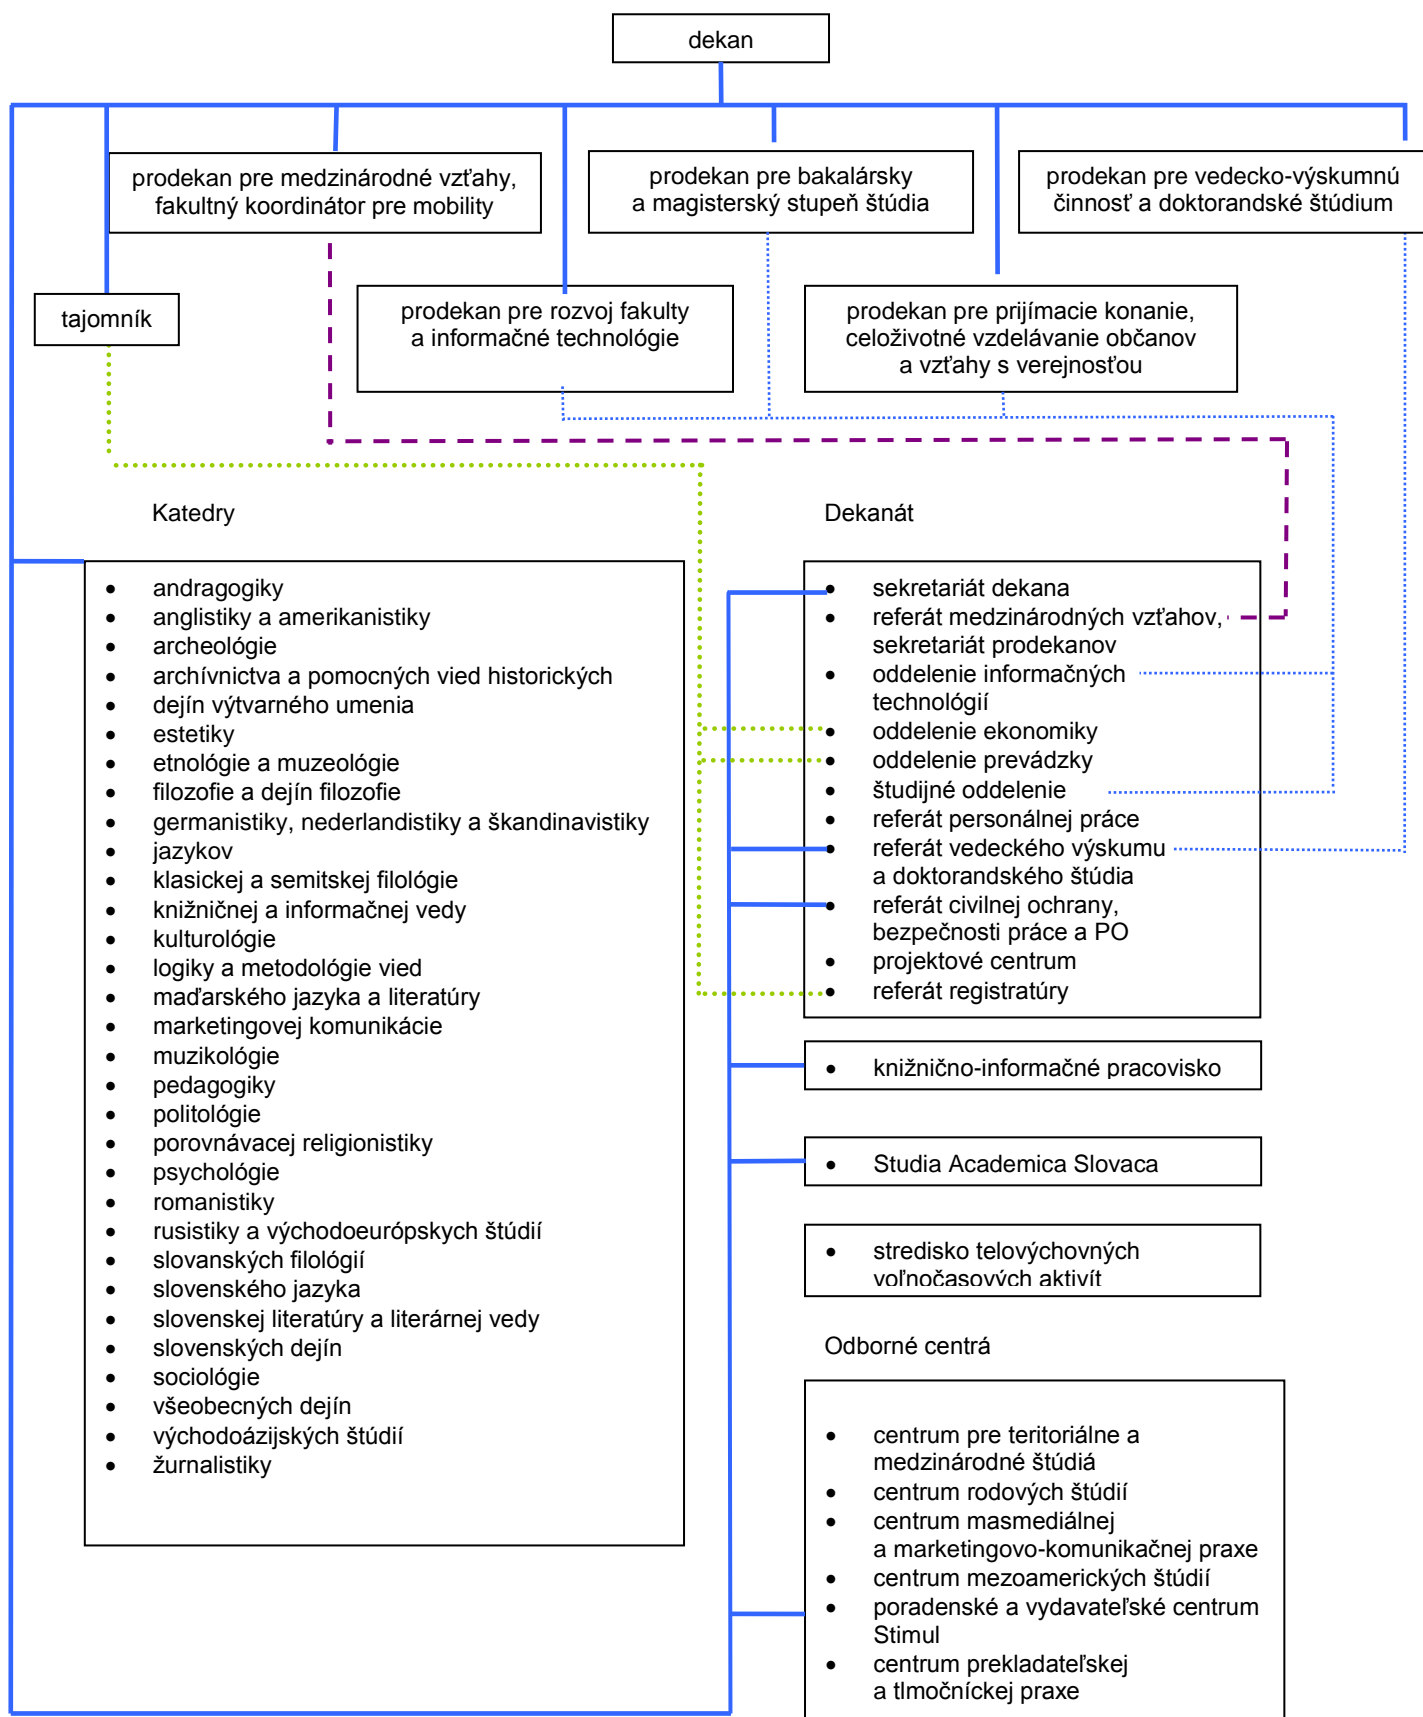 dekan
prodekan pre medzinárodné vzťahy,
fakultný koordinátor pre mobility
prodekan pre bakalársky
a magisterský stupeň štúdia
prodekan pre vedecko-výskumnú
činnosť a doktorandské štúdium
tajomník
prodekan pre rozvoj fakulty
a informačné technológie
prodekan pre prijímacie konanie,
celoživotné vzdelávanie občanov
a vzťahy s verejnosťou
Katedry
• andragogiky
• anglistiky a amerikanistiky
• archeológie
• archívnictva a pomocných vied historických
• dejín výtvarného umenia
• estetiky
• etnológie a muzeológie
• filozofie a dejín filozofie
• germanistiky, nederlandistiky a škandinavistiky
• jazykov
• klasickej a semitskej filológie
• knižničnej a informačnej vedy
• kulturológie
• logiky a metodológie vied
• maďarského jazyka a literatúry
• marketingovej komunikácie
• muzikológie
• pedagogiky
• politológie
• porovnávacej religionistiky
• psychológie
• romanistiky
• rusistiky a východoeurópskych štúdií
• slovanských filológií
• slovenského jazyka
• slovenskej literatúry a literárnej vedy
• slovenských dejín
• sociológie
• všeobecných dejín
• východoázijských štúdií
• žurnalistiky
Dekanát
• sekretariát dekana
• referát medzinárodných vzťahov,
sekretariát prodekanov
• oddelenie informačných
technológií
• oddelenie ekonomiky
• oddelenie prevádzky
• študijné oddelenie
• referát personálnej práce
• referát vedeckého výskumu
a doktorandského štúdia
• referát civilnej ochrany,
bezpečnosti práce a PO
• projektové centrum
• referát registratúry
• knižnično-informačné pracovisko
• Studia Academica Slovaca
• stredisko telovýchovných
voľnočasových aktivít
Odborné centrá
• centrum pre teritoriálne a
medzinárodné štúdiá
• centrum rodových štúdií
• centrum masmediálnej
a marketingovo-komunikačnej praxe
• centrum mezoamerických štúdií
• poradenské a vydavateľské centrum
Stimul
• centrum prekladateľskej
a tlmočníckej praxe